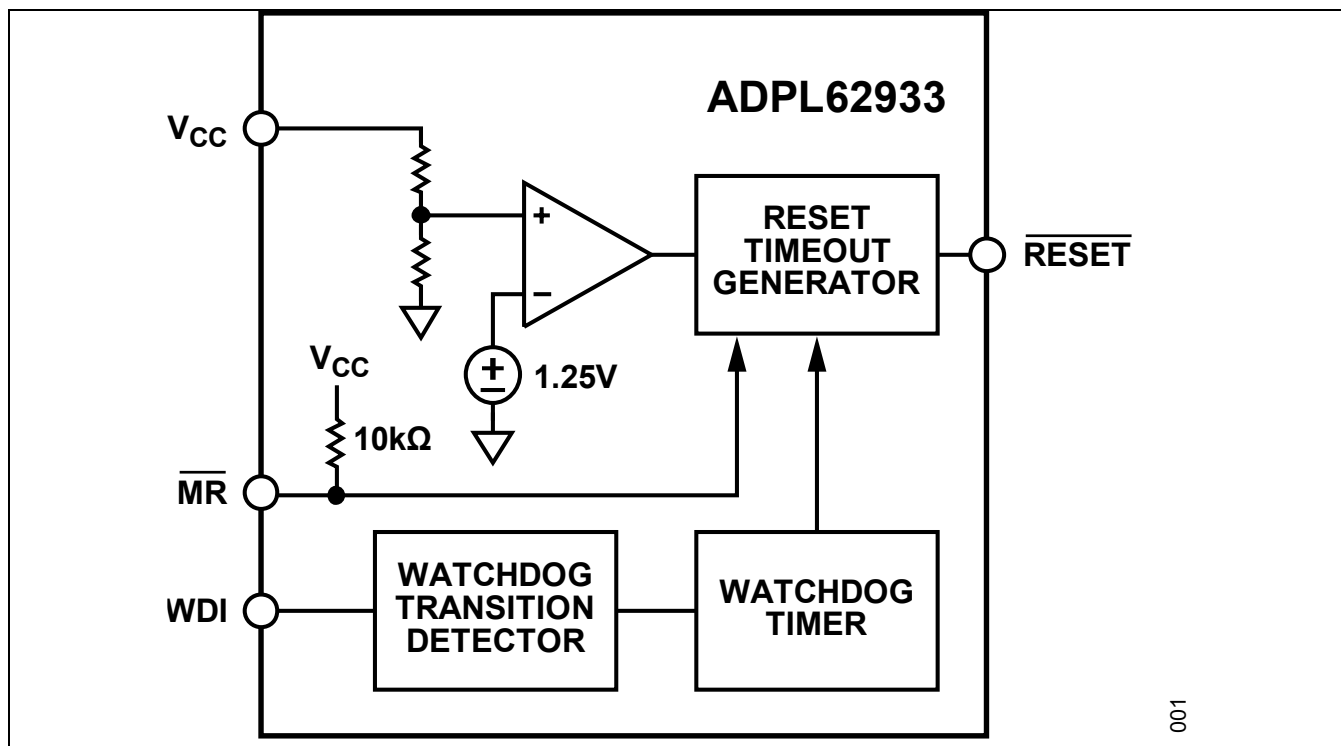 ADPL62933
VCC
+
−
RESET
TIMEOUT
GENERATOR
RESET
VCC
+
−
1.25V
10kΩ
MR
WATCHDOG
TRANSITION
DETECTOR
WATCHDOG
TIMER
WDI
001